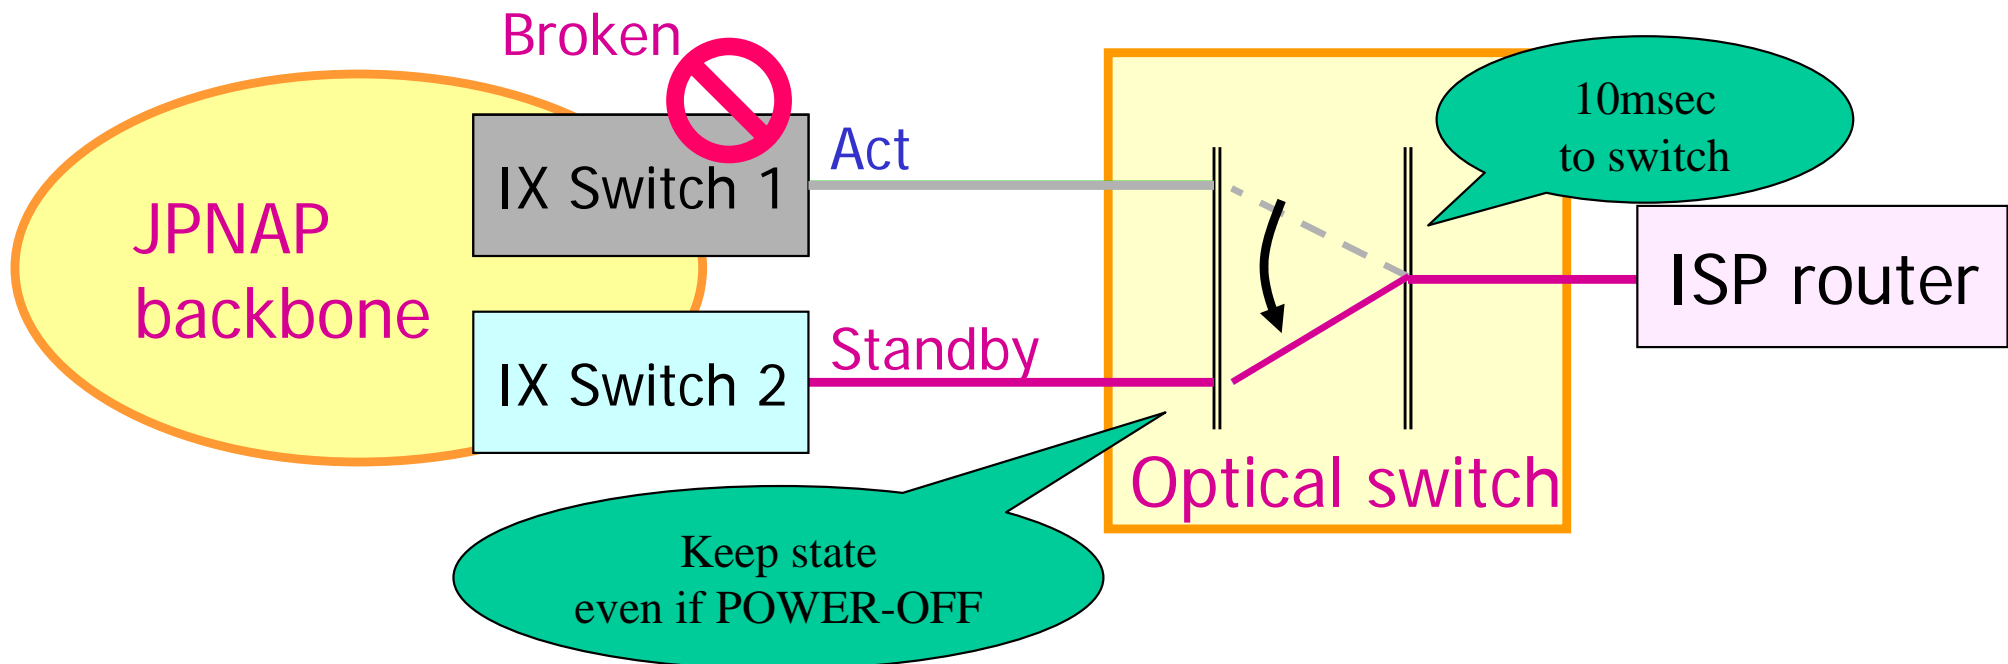 Broken
10msec
to switch
Act
IX Switch 1
JPNAP
backbone
ISP router
Standby
IX Switch 2
Optical switch
Keep state
even if POWER-OFF